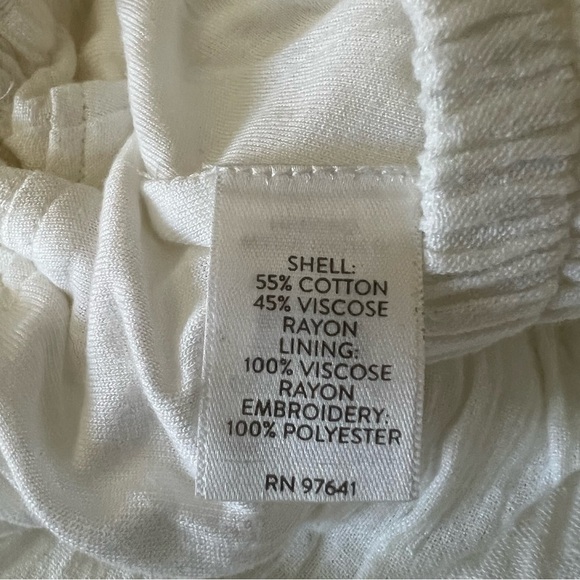 SHELL:
55% COTTON
45% VISCOSE
RAYON
LINING:
100% VISCOSE
RAYON
EMBROIDERY:
100% POLYESTER
RN 97641